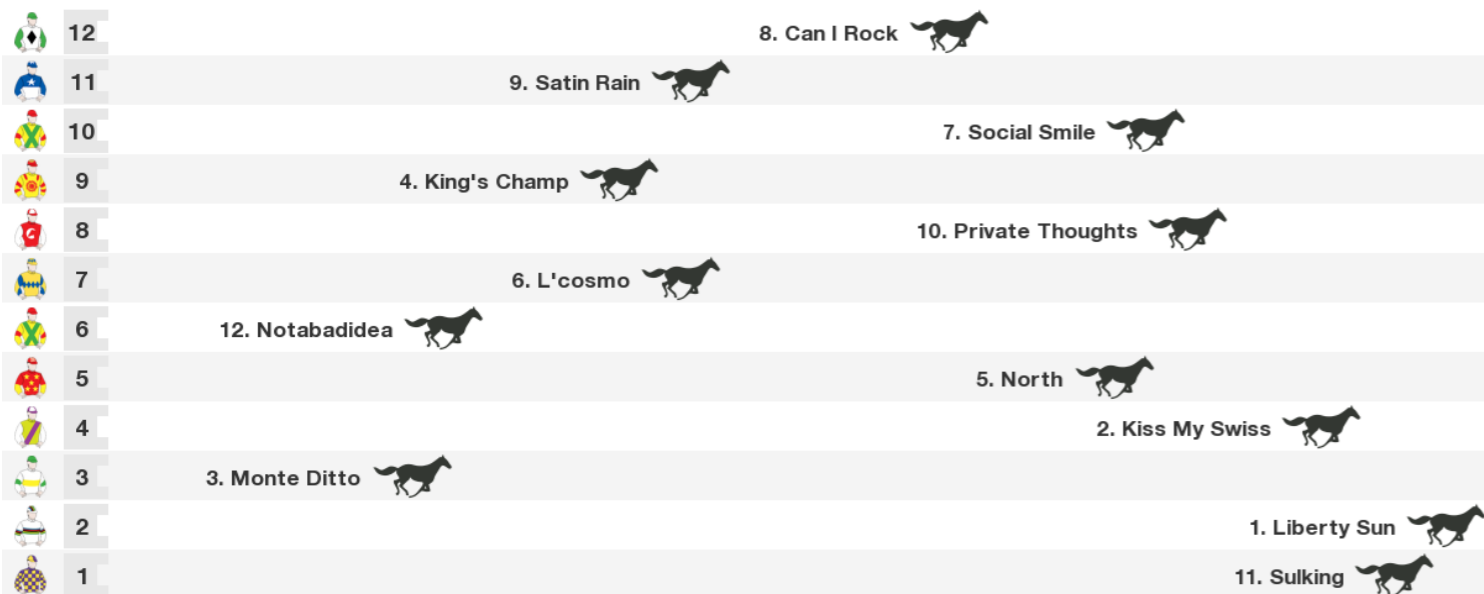 12 8. Can I Rock
11 9. Satin Rain
10 7. Social Smile
9 4. King's Champ
8 10. Private Thoughts
7 6. L'cosmo
6 12. Notabadidea
5 5. North
4 2. Kiss My Swiss
3 3. Monte Ditto
2 1. Liberty Sun
1 11. Sulking